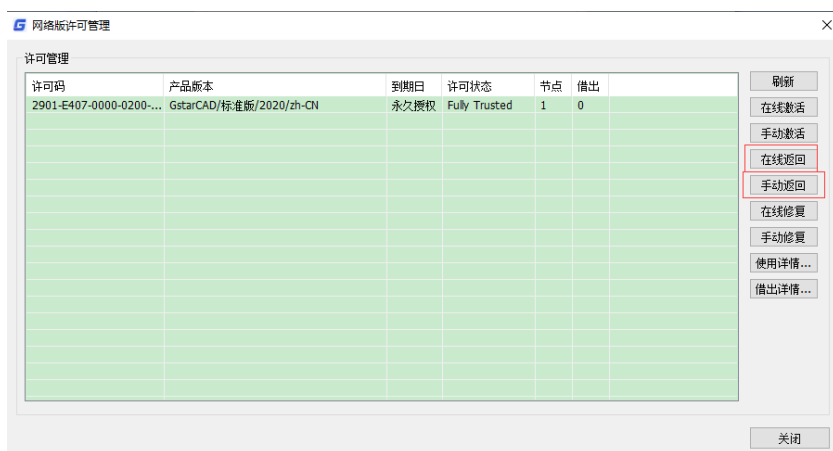 网络版许可管理
许可管理
许可码 产品版本 到期日 许可状态 节点 借出
2901-E407-0000-0200-... GstarCAD/标准版/2020/zh-CN 永久授权 Fully Trusted 1 0
刷新
在线激活
手动激活
在线返回
手动返回
在线修复
手动修复
使用详情...
借出详情...
关闭